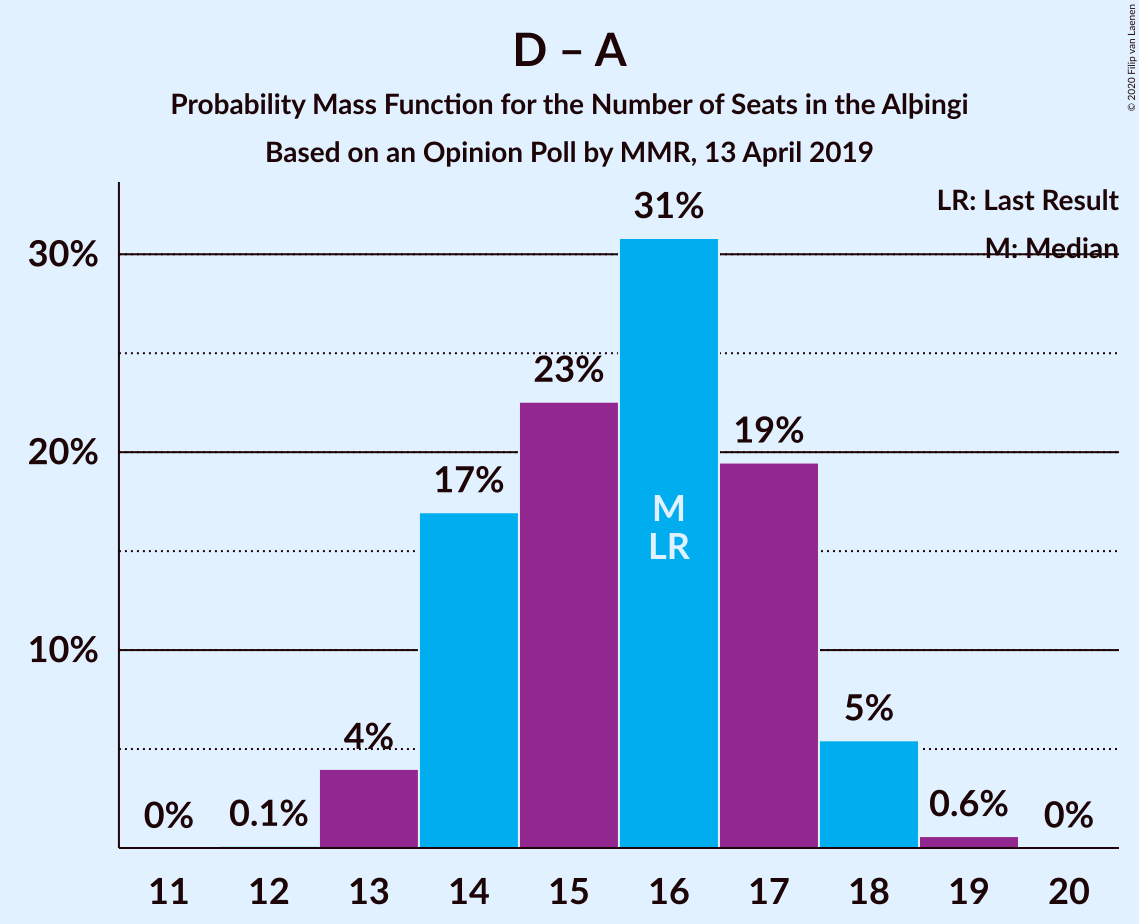 D – A
Probability Mass Function for the Number of Seats in the Alþingi
Based on an Opinion Poll by MMR, 13 April 2019
© 2020 Filip van Laenen
LR: Last Result
M: Median
30%
20%
10%
0%
0.1%
4%
17%
23%
31%
19%
5%
0.6%
0%
M
LR
11
12
13
14
15
16
17
18
19
20